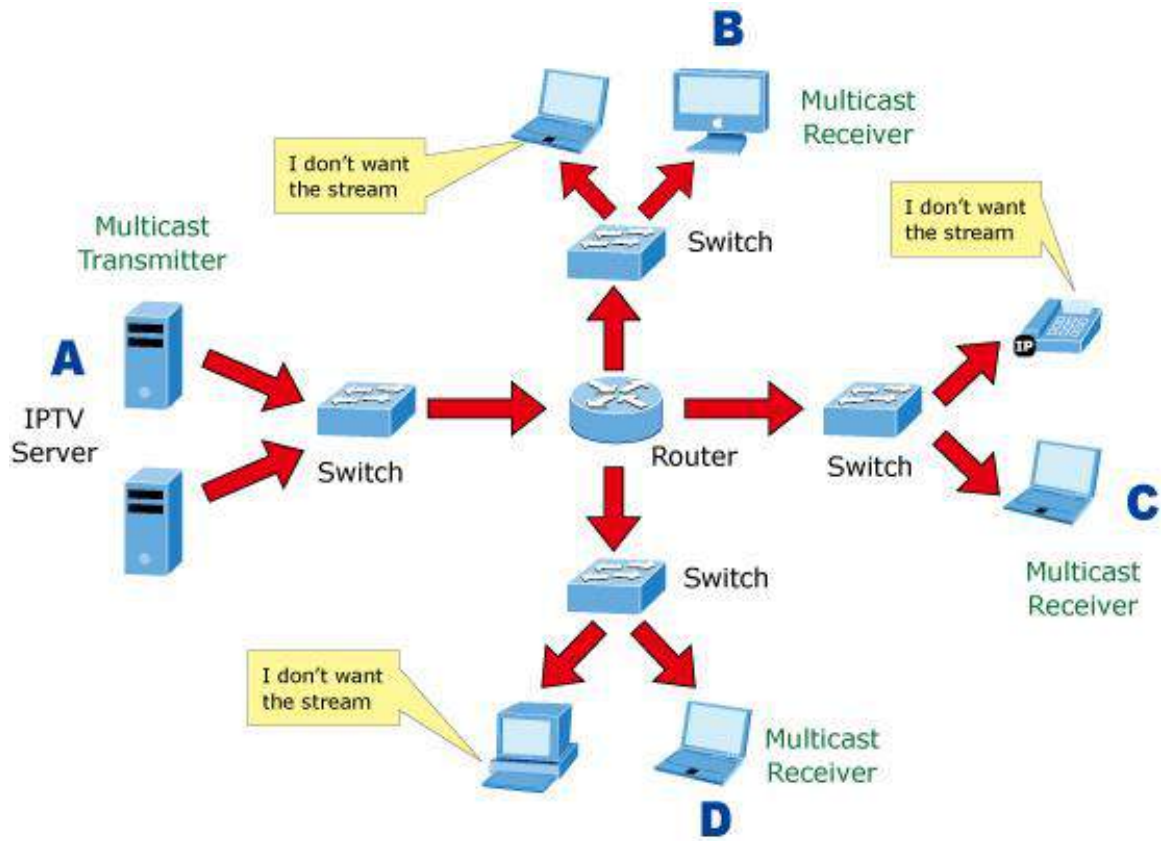 B
Multicast
Receiver
I don't want
the stream
I don't want
the stream
Switch
Multicast
Transmitter
A
IPTV
Server
Switch
Router
Switch
IP
C
Multicast
Receiver
Switch
I don't want
the stream
Multicast
Receiver
D